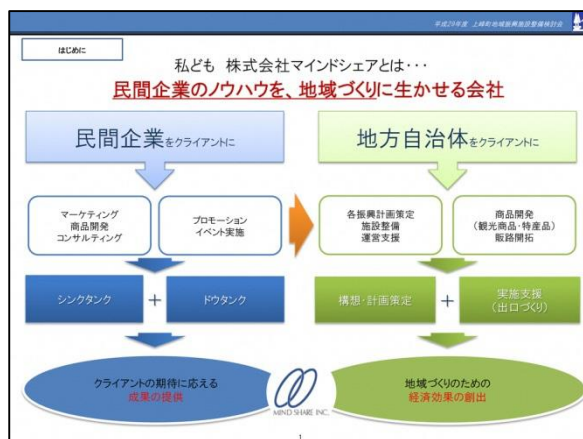 平成29年度 上峰町地域振興施設整備検討会
はじめに
私ども 株式会社マインドシェアとは・・・
民間企業のノウハウを、地域づくりに生かせる会社
民間企業をクライアントに
地方自治体をクライアントに
マーケティング
商品開発
コンサルティング
プロモーション
イベント実施
各振興計画策定
施設整備
運営支援
商品開発
(観光商品・特産品)
販路開拓
シンクタンク
+
ドウタンク
構想・計画策定
+
実施支援
(出口づくり)
クライアントの期待に応える
成果の提供
MIND SHARE INC.
地域づくりのための
経済効果の創出
1